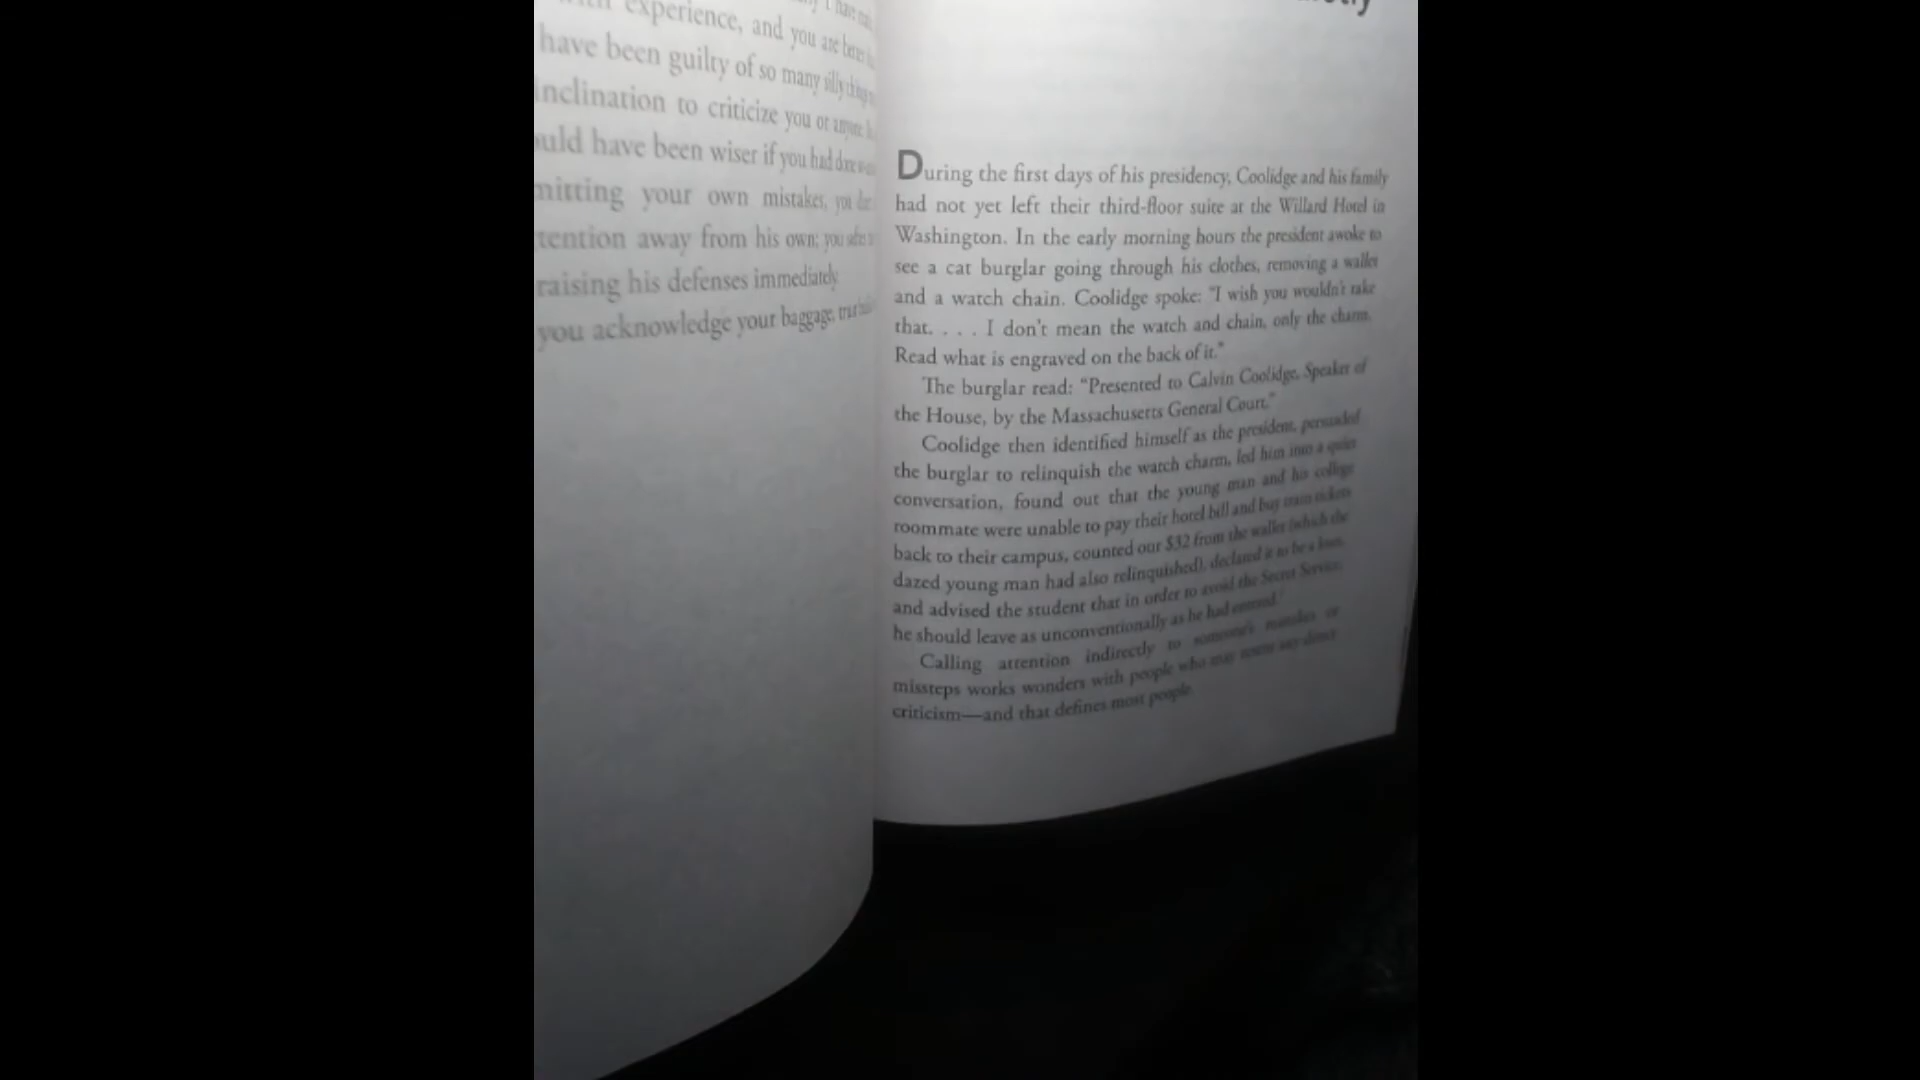 experience, and you are
have been guilty of so many silly things
inclination to criticize you or anyone
have been wiser if you had done
your own mistakes, you
away from his own; you
raising his defenses immediately.
you acknowledge your baggage,
During the first days of his presidency, Coolidge and his family
had not yet left their third-floor suite at the Willard Hotel in
Washington. In the early morning hours the president awoke to
see a cat burglar going through his clothes, removing a wallet
and a watch chain. Coolidge spoke: "I wish you wouldn't take
that. . . . I don't mean the watch and chain, only the charm.
Read what is engraved on the back of it."
The burglar read: "Presented to Calvin Coolidge, Speaker of
the House, by the Massachusetts General Court."
Coolidge then identified himself as the president, persuaded
the burglar to relinquish the watch charm, led him into a quiet
conversation, found out that the young man and his college
roommate were unable to pay their hotel bill and buy train tickets
back to their campus, counted out $32 from the wallet (which the
dazed young man had also relinquished), declared it to be a loan,
and advised the student that in order to avoid the Secret Service,
he should leave as unconventionally as he had entered.
Calling attention indirectly to someone's mistakes or
missteps works wonders with people who may resent any direct
criticism—and that defines most people.